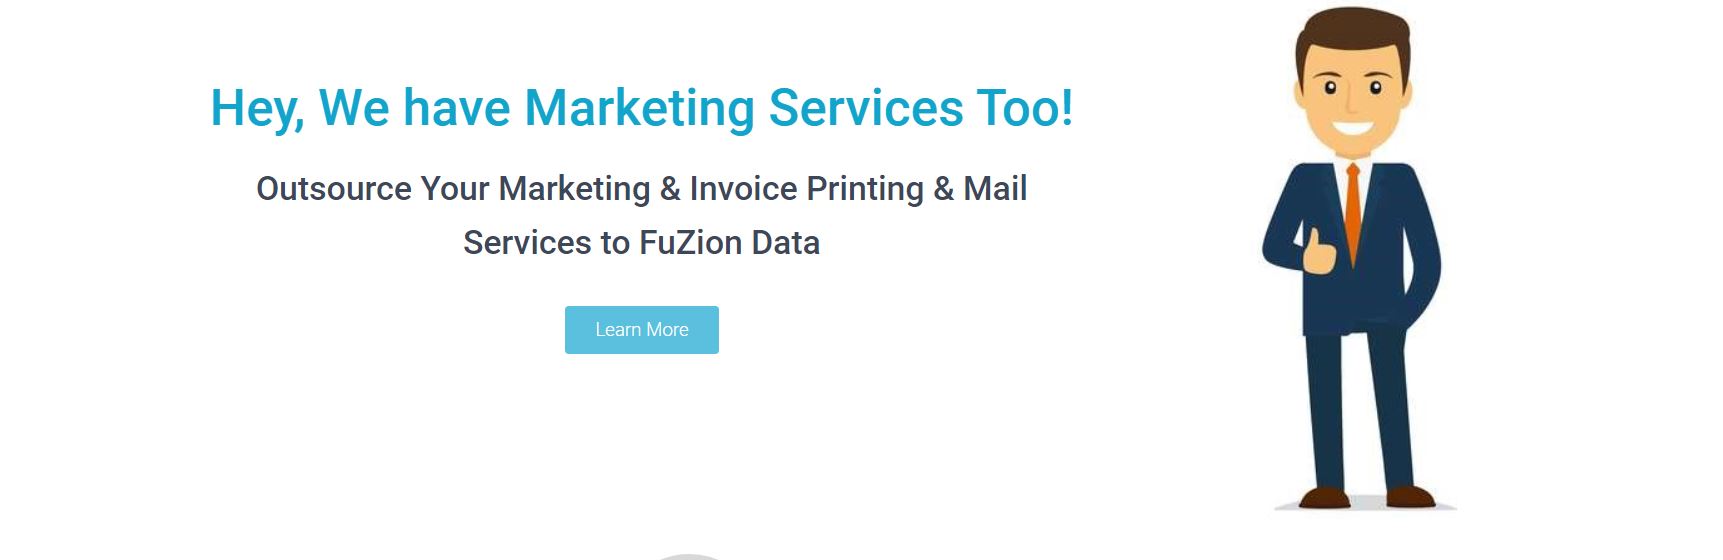 Hey, We have Marketing Services Too!
Outsource Your Marketing & Invoice Printing & Mail
Services to FuZion Data
Learn More